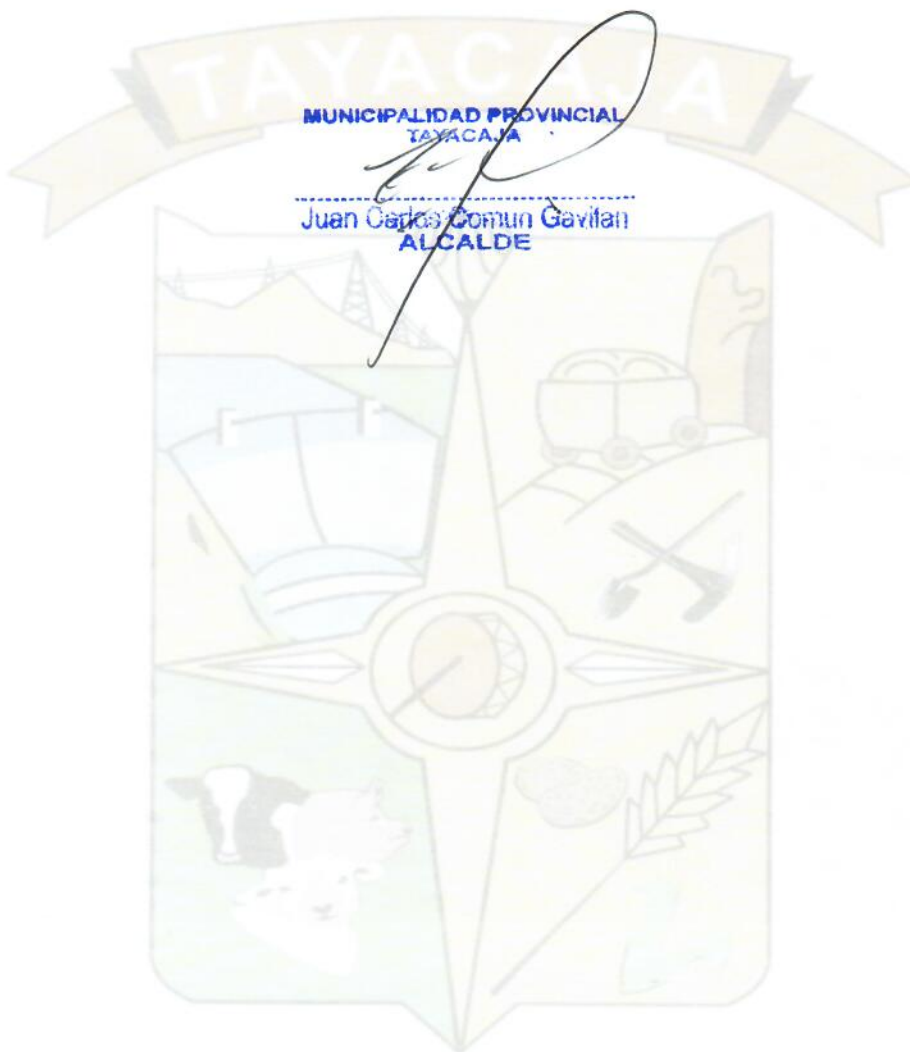 TAYACAJA
MUNICIPALIDAD PROVINCIAL
TAYACAJA
Juan Carlos Comun Gavilan
ALCALDE